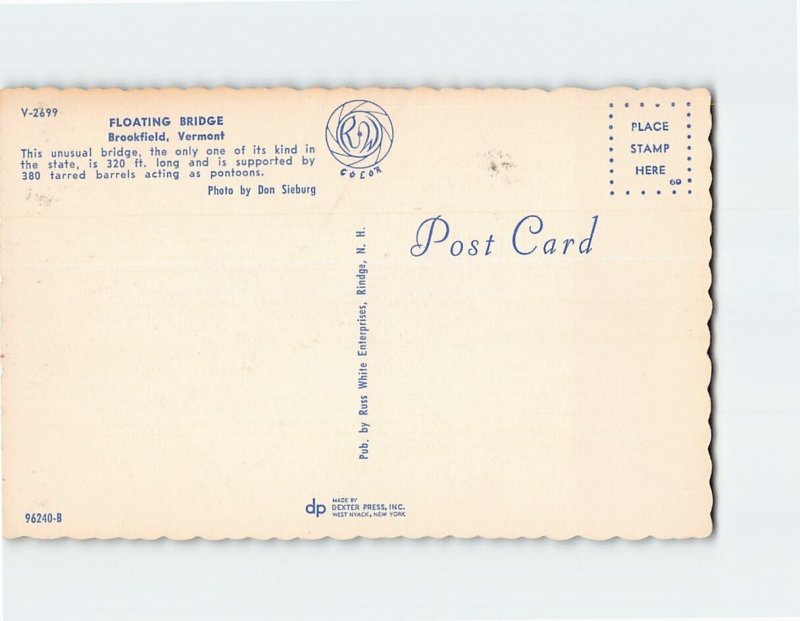 V-2699
FLOATING BRIDGE
Brookfield, Vermont
This unusual bridge, the only one of its kind in
the state, is 320 ft. long and is supported by
380 tarred barrels acting as pontoons.
Photo by Don Sieburg
RW
COLOR
PLACE
STAMP
HERE
69
Post Card
Pub. by Russ White Enterprises, Rindge, N. H.
96240-B
dp
MADE BY
DEXTER PRESS, INC.
WEST NYACK, NEW YORK